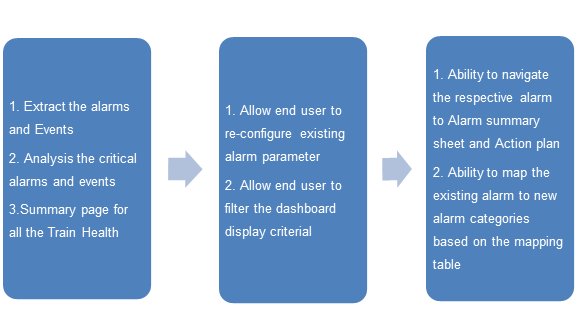 1. Extract the alarms
and Events
2. Analysis the critical
alarms and events
3.Summary page for
all the Train Health
1. Allow end user to
re-configure existing
alarm parameter
2. Allow end user to
filter the dashboard
display criterial
1. Ability to navigate
the respective alarm
to Alarm summary
sheet and Action plan
2. Ability to map the
existing alarm to new
alarm categories
based on the mapping
table